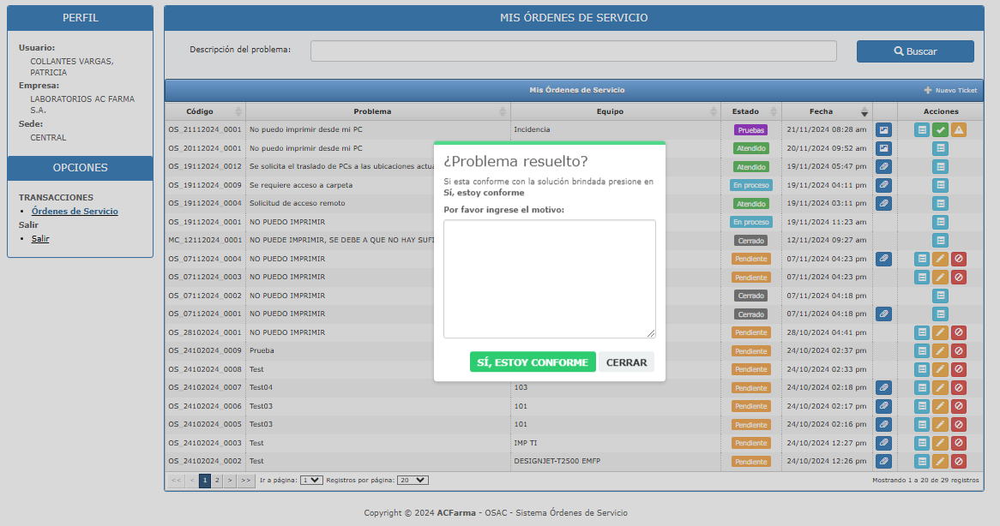 PERFIL
Usuario:
COLLANTES VARGAS,
PATRICIA
Empresa:
LABORATORIOS AC FARMA
S.A.
Sede:
CENTRAL
OPCIONES
TRANSACCIONES
• Órdenes de Servicio
Salir
• Salir
MIS ÓRDENES DE SERVICIO
Descripción del problema:
Buscar
Mis Órdenes de Servicio
Nuevo Ticket
Código Problema Equipo Estado Fecha Acciones
OS_21112024_0001 No puedo imprimir desde mi PC Incidencia Pruebas 21/11/2024 08:28 am
OS_20112024_0001 No puedo imprimir desde mi PC Atendido 20/11/2024 09:52 am
OS_19112024_0012 Se solicita el traslado de PCs a las ubicaciones actua Atendido 19/11/2024 05:47 pm
OS_19112024_0009 Se requiere acceso a carpeta En proceso 19/11/2024 04:11 pm
OS_19112024_0004 Solicitud de acceso remoto Atendido 19/11/2024 03:11 pm
OS_19112024_0001 NO PUEDO IMPRIMIR En proceso 19/11/2024 11:23 am
MC_12112024_0001 NO PUEDE IMPRIMIR, SE DEBE A QUE NO HAY SUFI Cerrado 12/11/2024 09:27 am
OS_07112024_0004 NO PUEDO IMPRIMIR Pendiente 07/11/2024 04:23 pm
OS_07112024_0003 NO PUEDO IMPRIMIR Pendiente 07/11/2024 04:23 pm
OS_07112024_0002 NO PUEDO IMPRIMIR Cerrado 07/11/2024 04:18 pm
OS_07112024_0001 NO PUEDO IMPRIMIR Cerrado 07/11/2024 04:18 pm
OS_28102024_0001 NO PUEDO IMPRIMIR Pendiente 28/10/2024 04:41 pm
OS_24102024_0009 Prueba Pendiente 24/10/2024 02:37 pm
OS_24102024_0008 Test Pendiente 24/10/2024 02:33 pm
OS_24102024_0007 Test04 103 Pendiente 24/10/2024 02:18 pm
OS_24102024_0006 Test03 101 Pendiente 24/10/2024 02:17 pm
OS_24102024_0005 Test03 101 Pendiente 24/10/2024 02:16 pm
OS_24102024_0003 Test IMP TI Pendiente 24/10/2024 12:27 pm
OS_24102024_0002 Test DESIGNJET-T2500 EMFP Pendiente 24/10/2024 12:26 pm
<< < 1 2 > >> Ir a página: 1 Registros por página: 20 Mostrando 1 a 20 de 29 registros
¿Problema resuelto?
Si esta conforme con la solución brindada presione en
Sí, estoy conforme
Por favor ingrese el motivo:
SÍ, ESTOY CONFORME CERRAR
Copyright © 2024 ACFarma - OSAC - Sistema Órdenes de Servicio